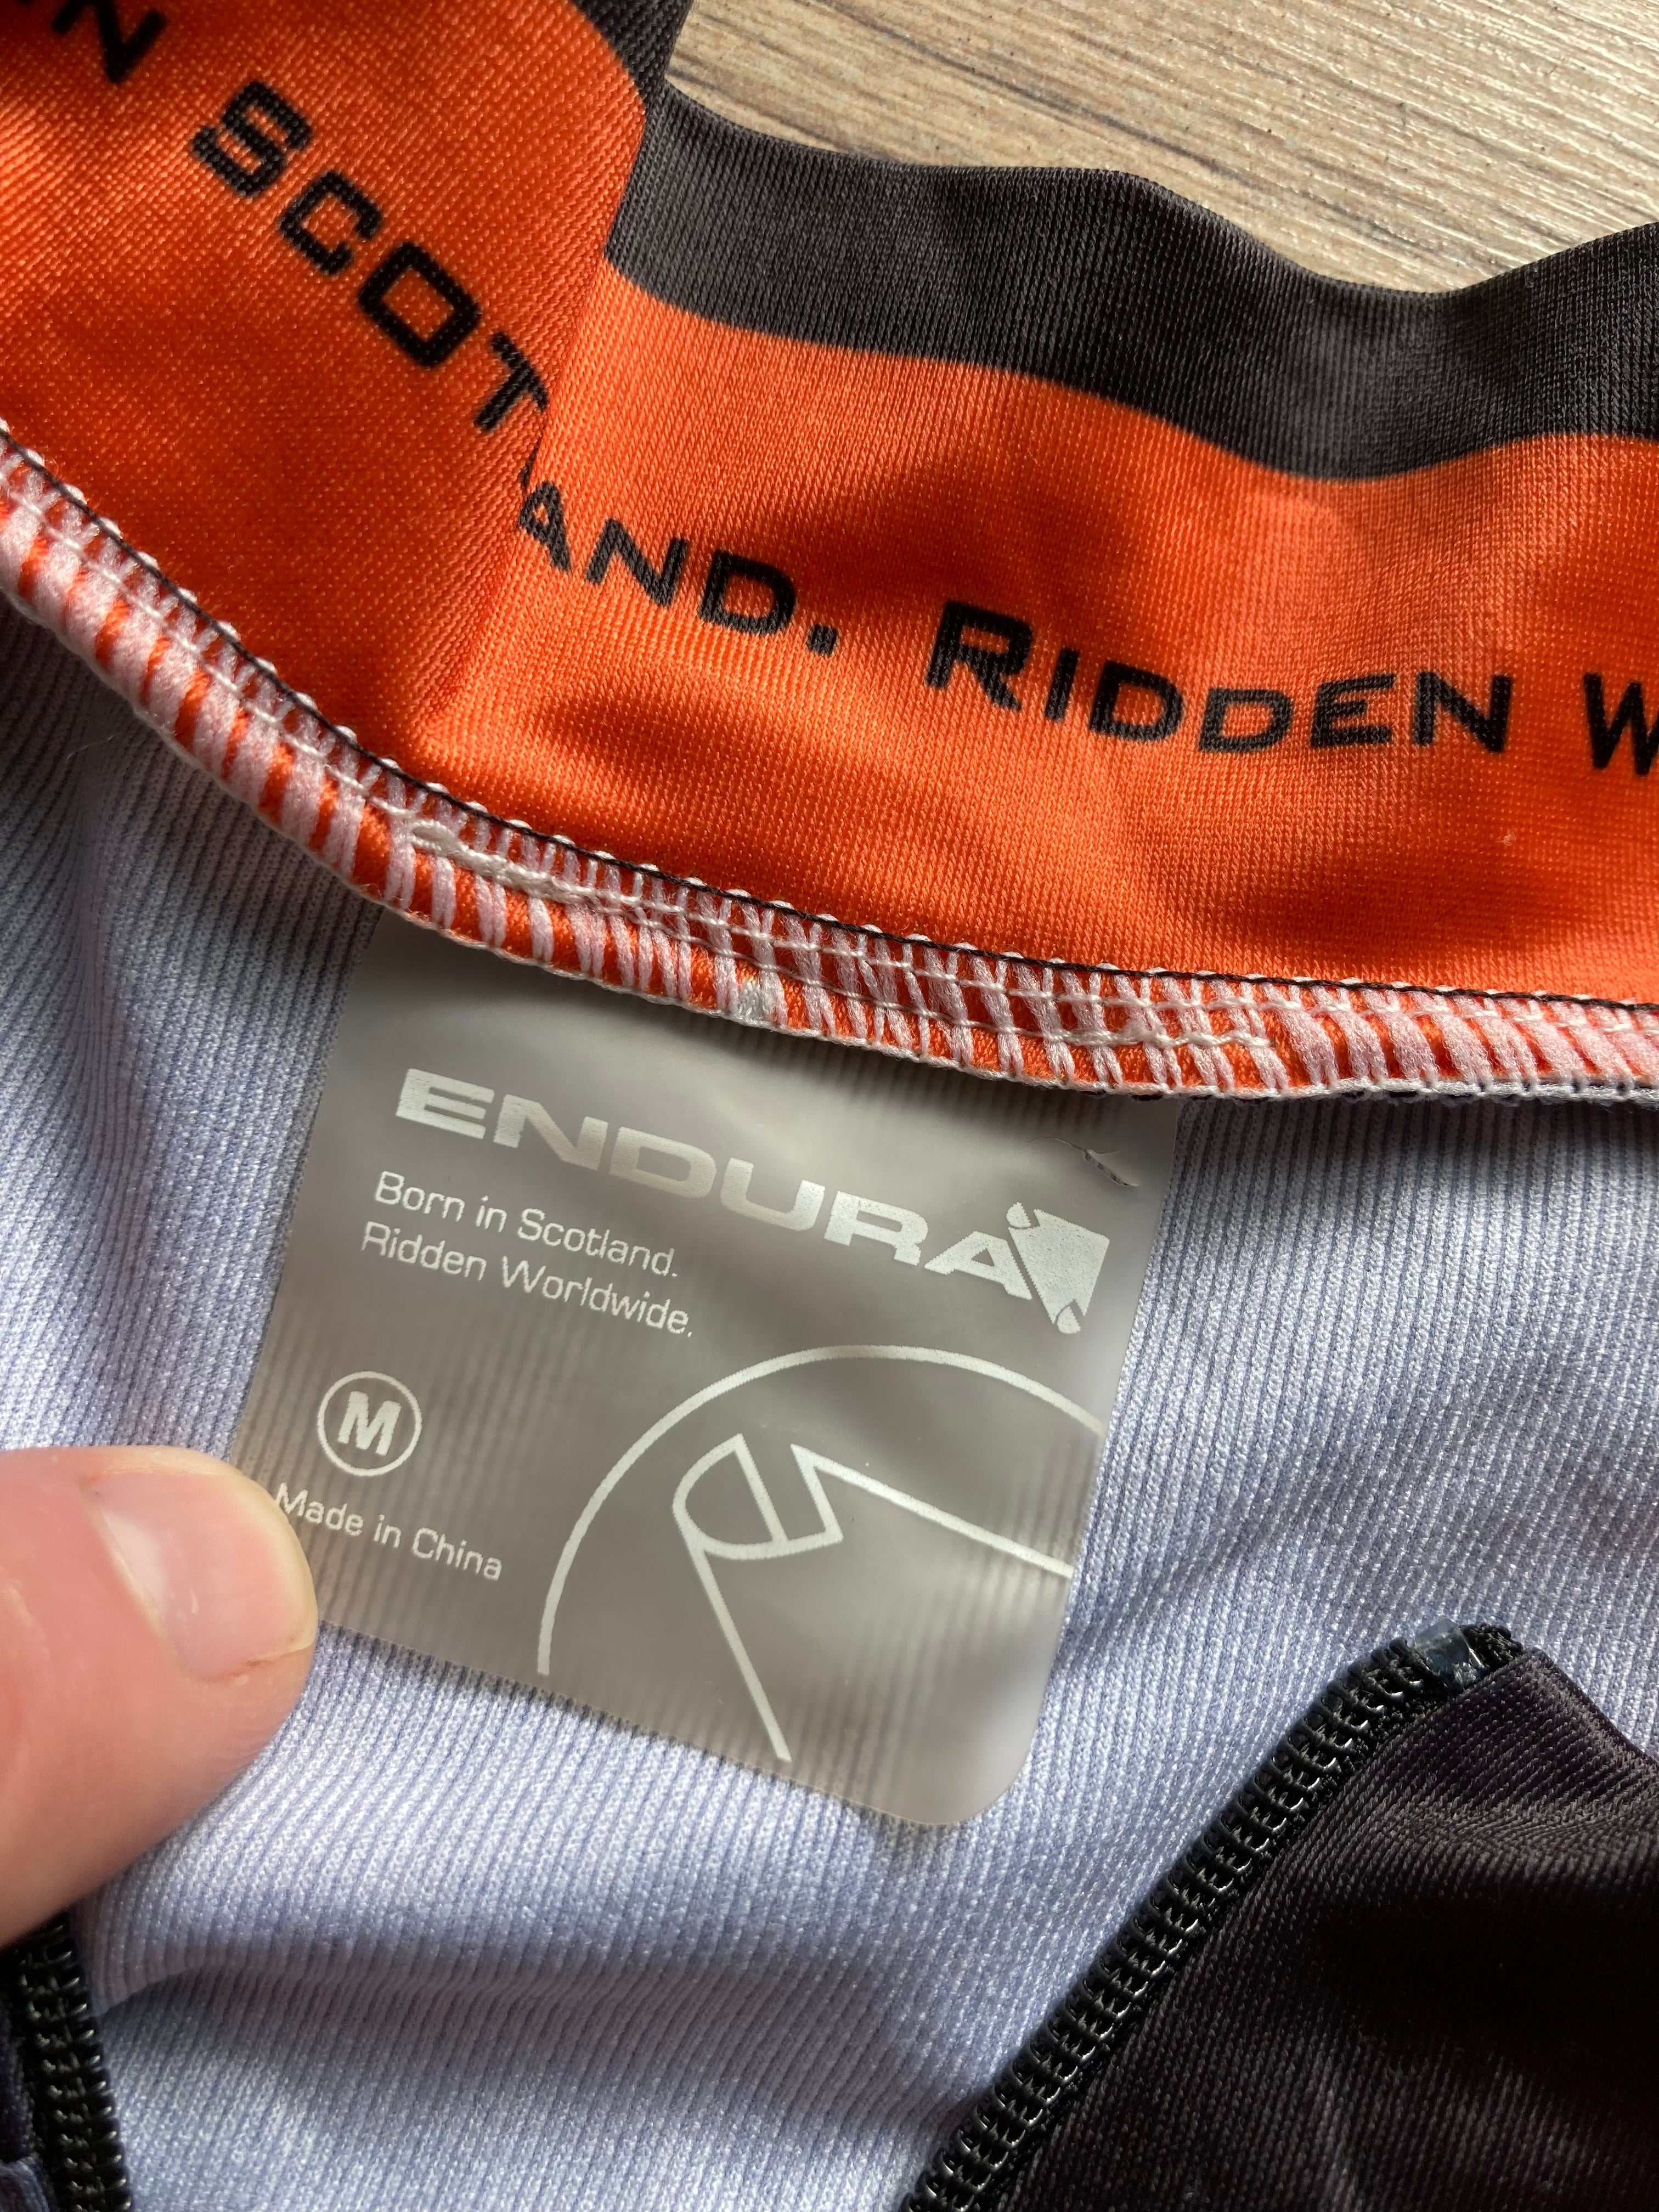 N SCOTLAND. RIDDEN W
ENDURA
Born in Scotland.
Ridden Worldwide.
M
Made in China